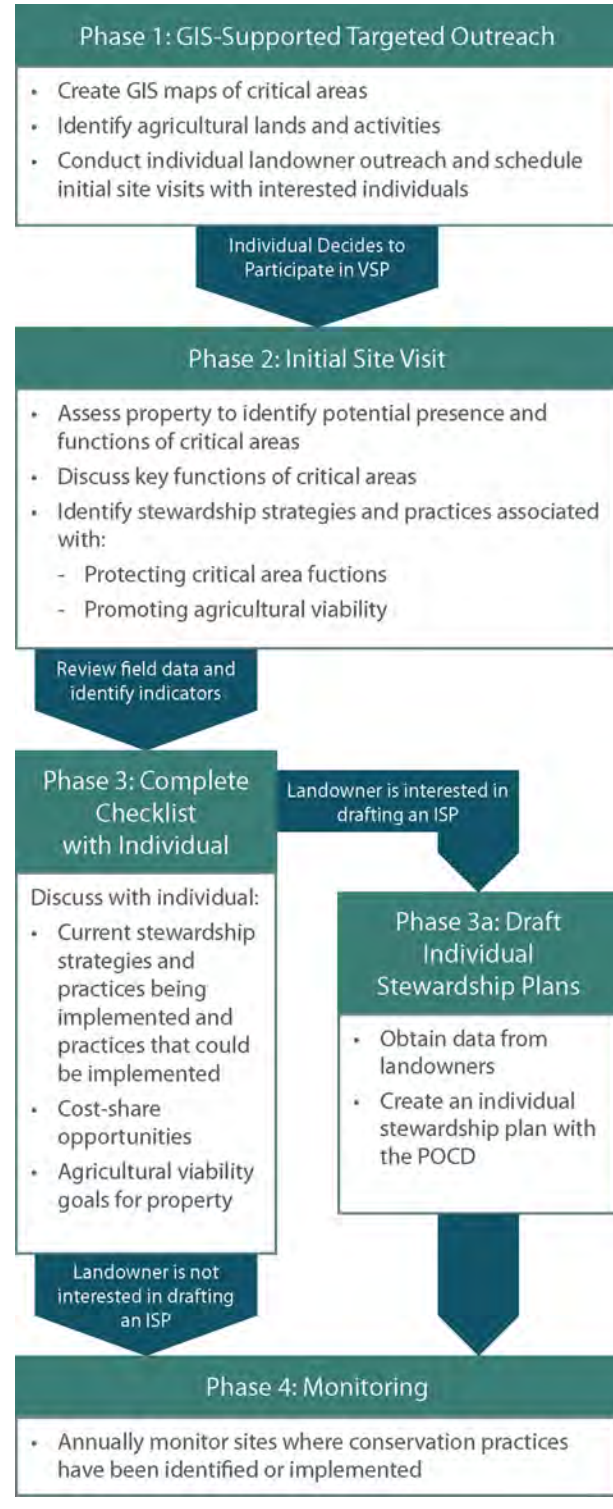 Phase 1: GIS-Supported Targeted Outreach
• Create GIS maps of critical areas
• Identify agricultural lands and activities
• Conduct individual landowner outreach and schedule
initial site visits with interested individuals
Individual Decides to
Participate in VSP
Phase 2: Initial Site Visit
• Assess property to identify potential presence and
functions of critical areas
• Discuss key functions of critical areas
• Identify stewardship strategies and practices associated
with:
- Protecting critical area fuctions
- Promoting agricultural viability
Review field data and
identify indicators
Phase 3: Complete
Checklist
with Individual
Discuss with individual:
• Current stewardship
strategies and
practices being
implemented and
practices that could
be implemented
• Cost-share
opportunities
• Agricultural viability
goals for property
Landowner is interested in
drafting an ISP
Phase 3a: Draft
Individual
Stewardship Plans
• Obtain data from
landowners
• Create an individual
stewardship plan with
the POCD
Landowner is not
interested in drafting
an ISP
Phase 4: Monitoring
• Annually monitor sites where conservation practices
have been identified or implemented